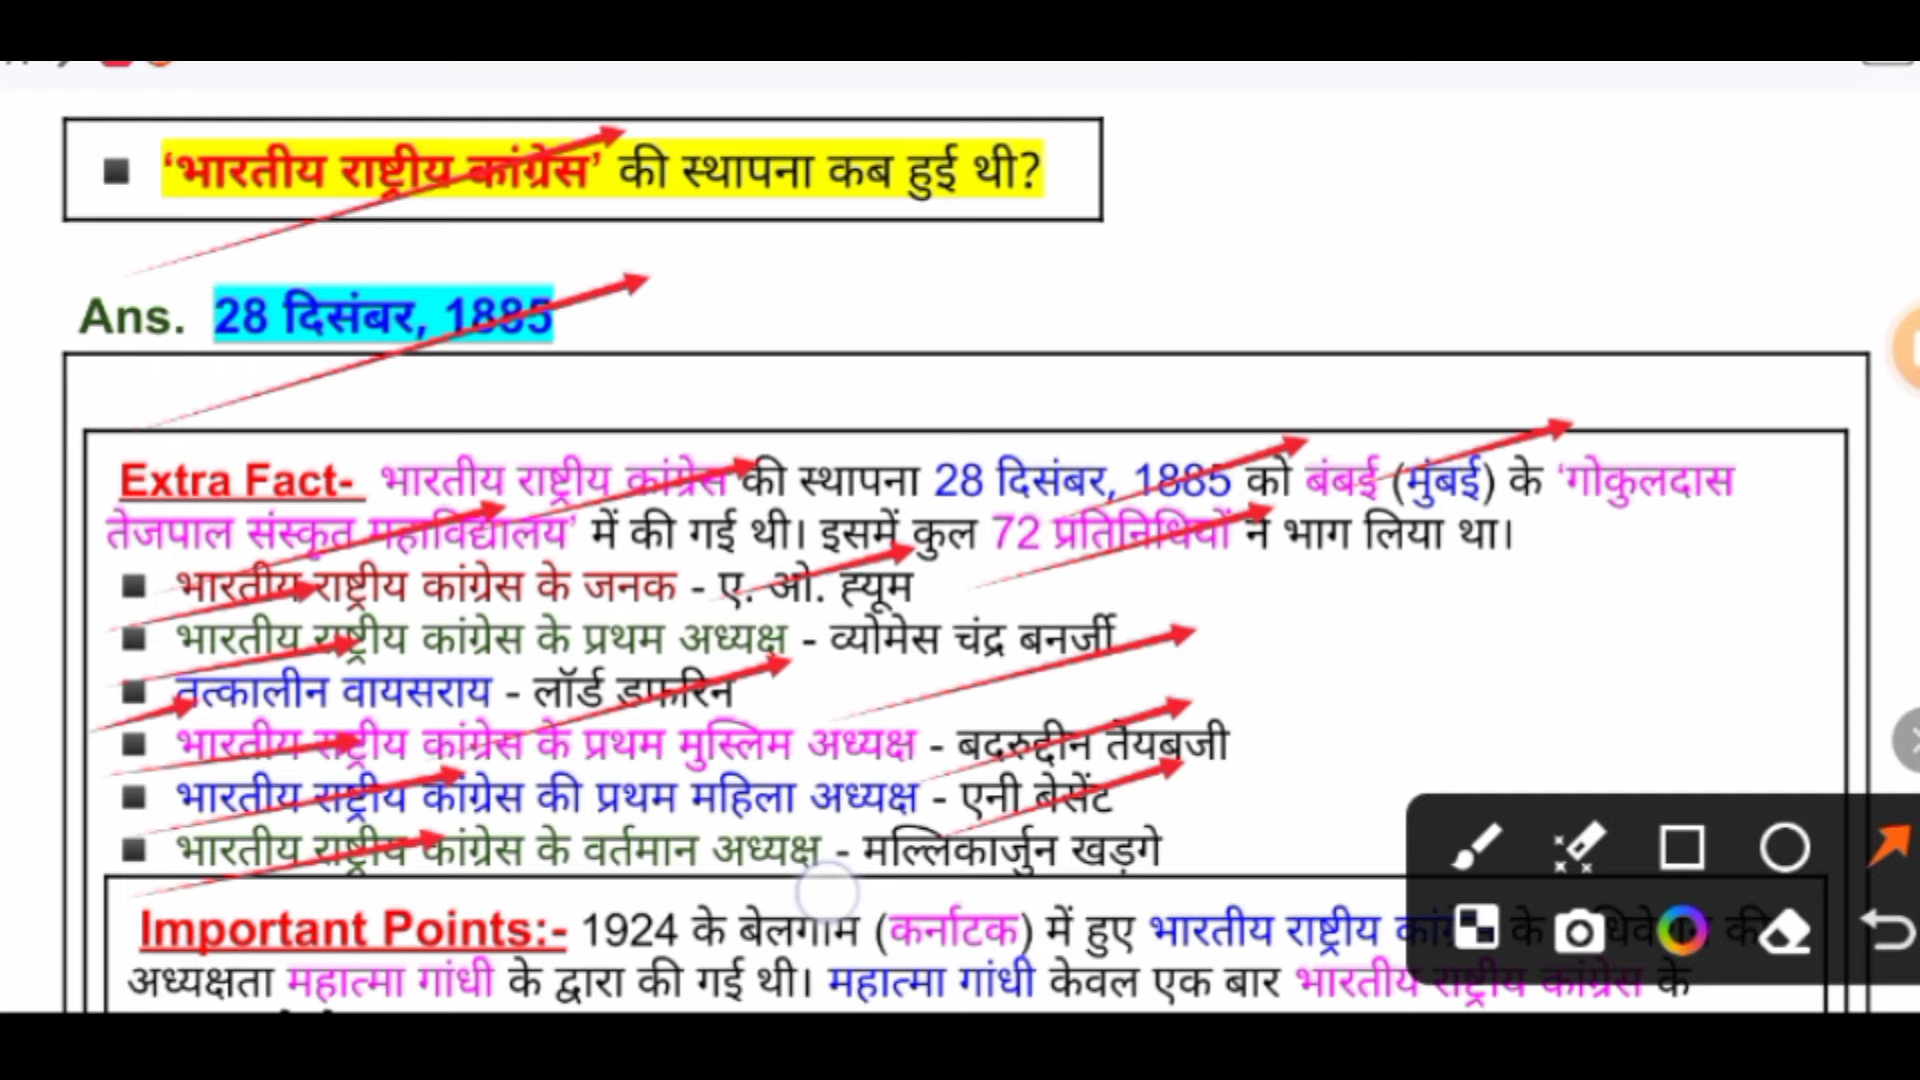 ▪ ‘भारतीय राष्ट्रीय कांग्रेस’ की स्थापना कब हुई थी?
Ans. 28 दिसंबर, 1885
Extra Fact- भारतीय राष्ट्रीय कांग्रेस की स्थापना 28 दिसंबर, 1885 को बंबई (मुंबई) के ‘गोकुलदास
तेजपाल संस्कृत महाविद्यालय’ में की गई थी। इसमें कुल 72 प्रतिनिधियों ने भाग लिया था।
▪ भारतीय राष्ट्रीय कांग्रेस के जनक - ए. ओ. ह्यूम
▪ भारतीय राष्ट्रीय कांग्रेस के प्रथम अध्यक्ष - व्योमेस चंद्र बनर्जी
▪ तत्कालीन वायसराय - लॉर्ड डफरिन
▪ भारतीय राष्ट्रीय कांग्रेस के प्रथम मुस्लिम अध्यक्ष - बदरुद्दीन तैयबजी
▪ भारतीय राष्ट्रीय कांग्रेस की प्रथम महिला अध्यक्ष - एनी बेसेंट
▪ भारतीय राष्ट्रीय कांग्रेस के वर्तमान अध्यक्ष - मल्लिकार्जुन खड़गे
Important Points:- 1924 के बेलगाम (कर्नाटक) में हुए भारतीय राष्ट्रीय के की
अध्यक्षता महात्मा गांधी के द्वारा की गई थी। महात्मा गांधी केवल एक बार भारतीय राष्ट्रीय कांग्रेस के